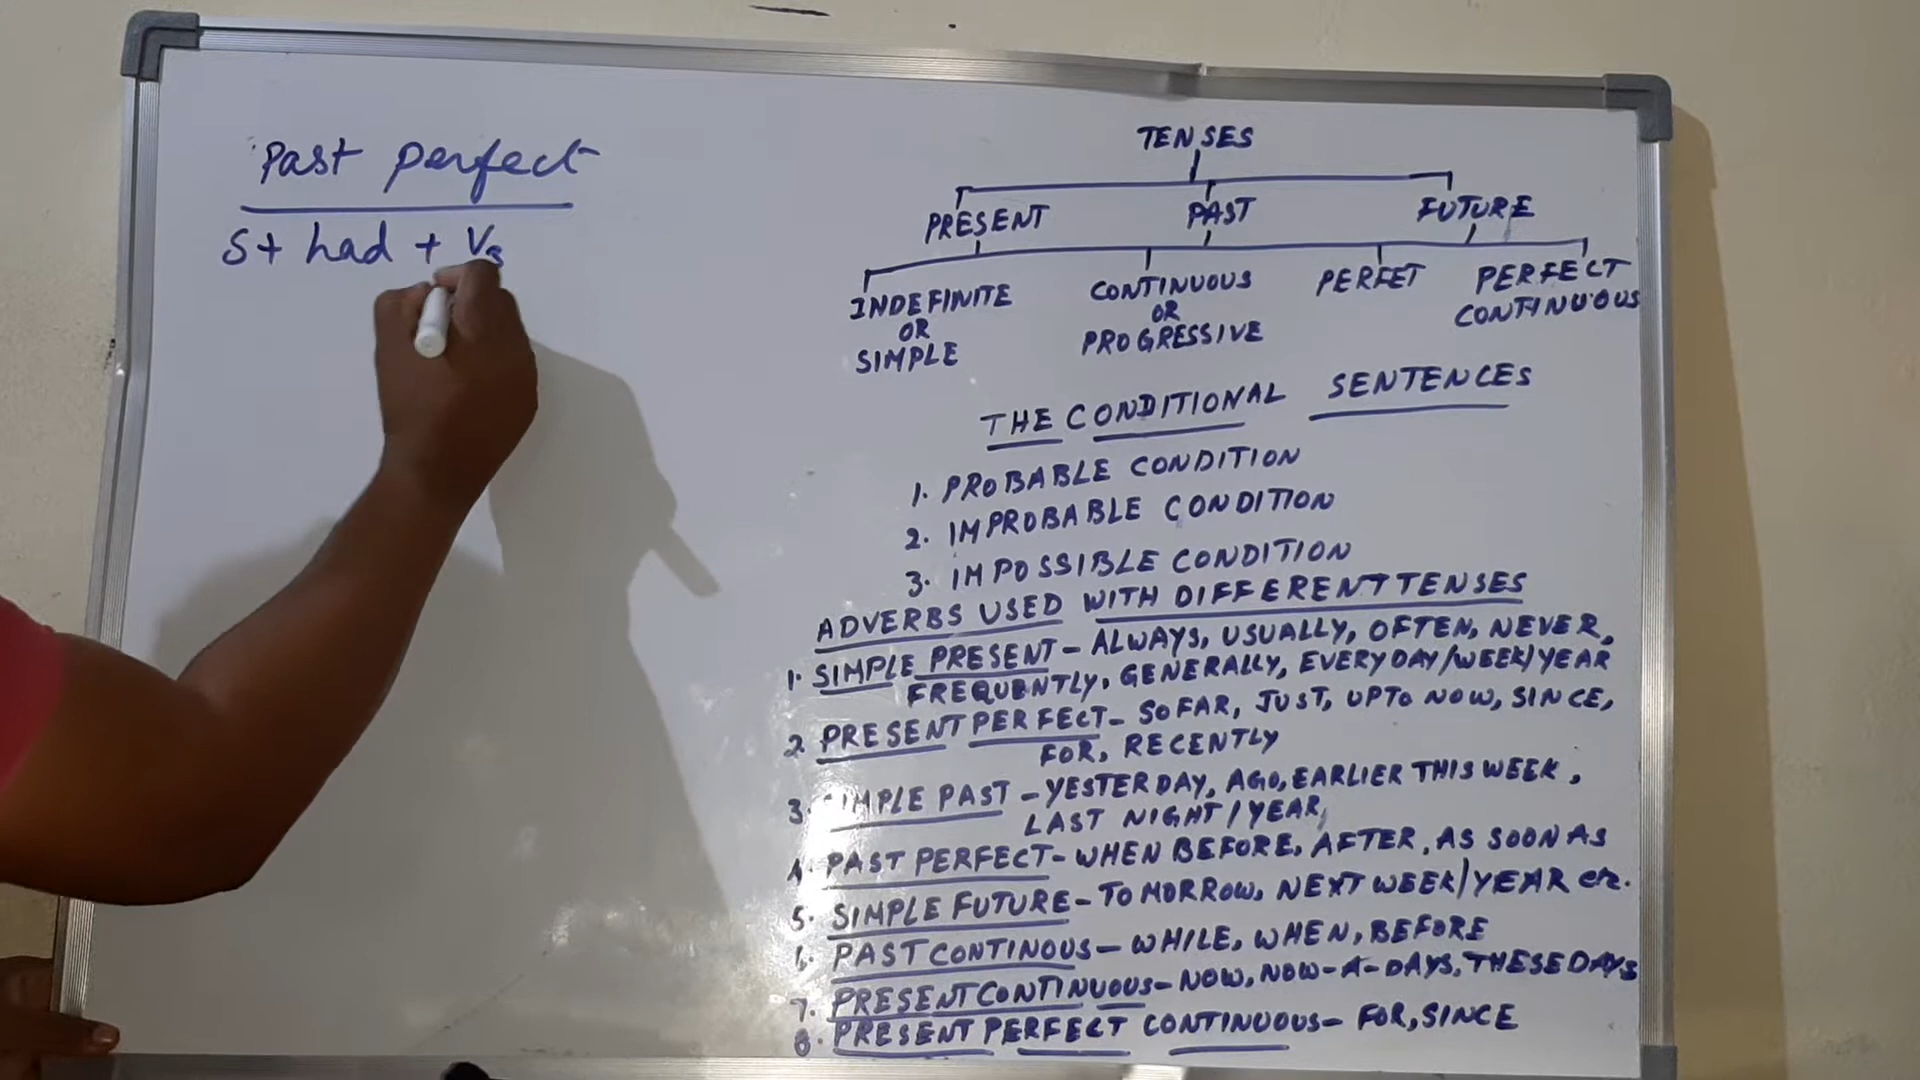 Past perfect
S+ had + V3
TENSES
PRESENT PAST FUTURE
INDEFINITE OR SIMPLE
CONTINUOUS OR PROGRESSIVE
PERFET
PERFECT CONTINUOUS
THE CONDITIONAL SENTENCES
1. PROBABLE CONDITION
2. IMPROBABLE CONDITION
3. IMPOSSIBLE CONDITION
ADVERBS USED WITH DIFFERENT TENSES
1. SIMPLE PRESENT - ALWAYS, USUALLY, OFTEN, NEVER,
FREQUENTLY, GENERALLY, EVERYDAY/WEEK/YEAR
2. PRESENT PERFECT - SO FAR, JUST, UPTO NOW, SINCE,
FOR, RECENTLY
3. SIMPLE PAST - YESTERDAY, AGO, EARLIER THIS WEEK,
LAST NIGHT/YEAR,
4. PAST PERFECT - WHEN BEFORE, AFTER, AS SOON AS
5. SIMPLE FUTURE - TOMORROW, NEXT WEEK/YEAR etc.
6. PAST CONTINOUS - WHILE, WHEN, BEFORE
7. PRESENT CONTINUOUS - NOW, NOW-A-DAYS, THESE DAYS
8. PRESENT PERFECT CONTINUOUS - FOR, SINCE